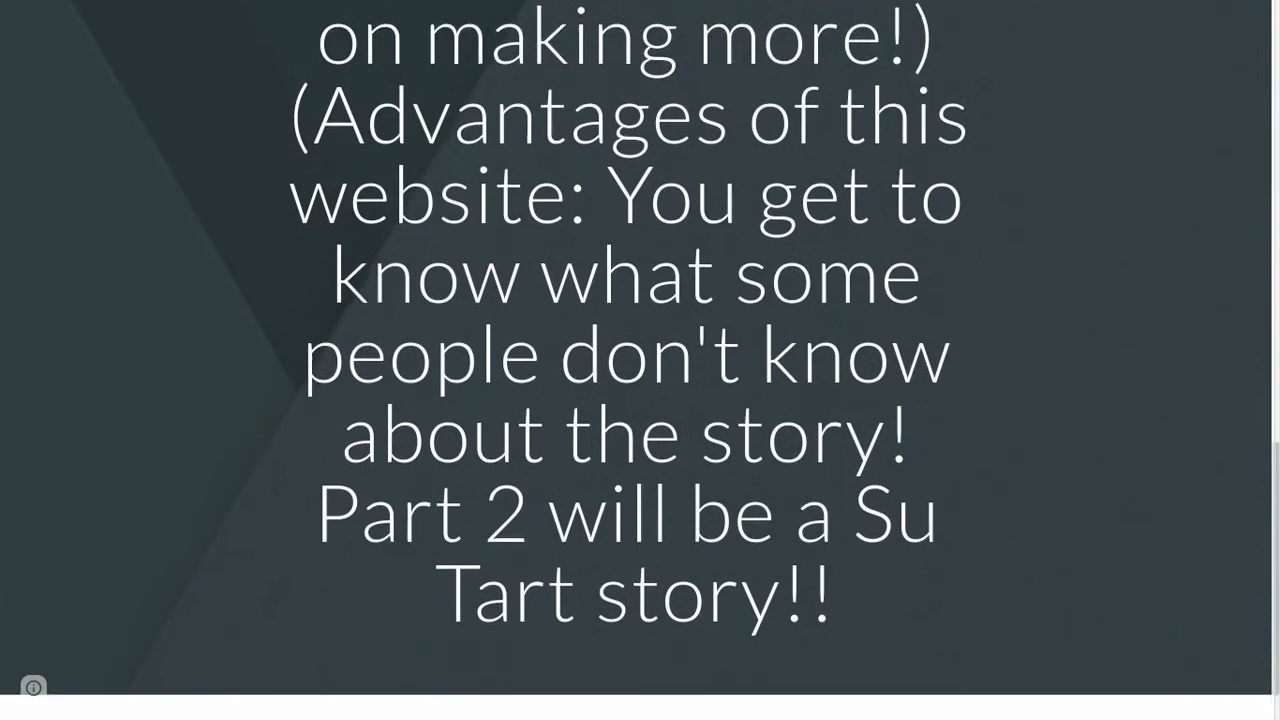 on making more!)
(Advantages of this
website: You get to
know what some
people don't know
about the story!
Part 2 will be a Su
Tart story!!